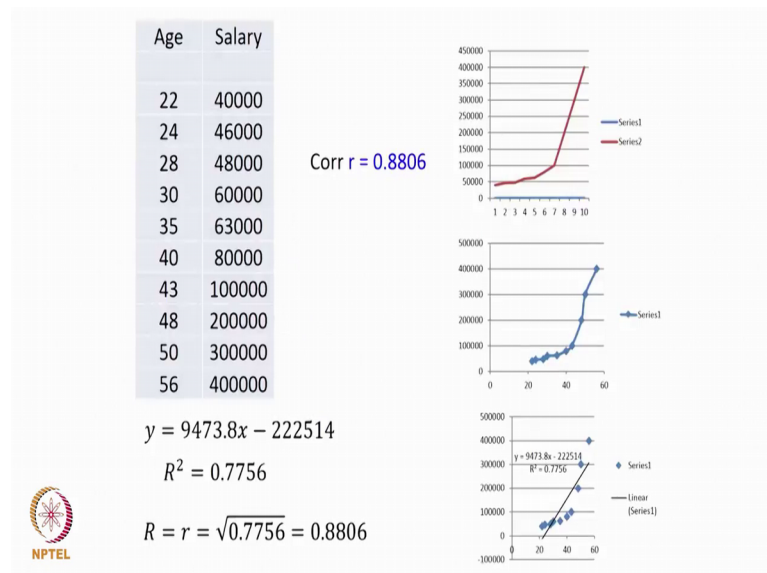 Age Salary
22 40000
24 46000
28 48000
30 60000
35 63000
40 80000
43 100000
48 200000
50 300000
56 400000
Corr r = 0.8806
y = 9473.8x − 222514
R² = 0.7756
R = r = √0.7756 = 0.8806
NPTEL
450000
400000
350000
300000
250000
200000
150000
100000
50000
0
1 2 3 4 5 6 7 8 9 10
Series1
Series2
500000
400000
300000
200000
100000
0
0 20 40 60
Series1
500000
400000
300000
200000
100000
0
-100000
0 20 40 60
y = 9473.8x - 222514
R² = 0.7756
Series1
Linear
(Series1)